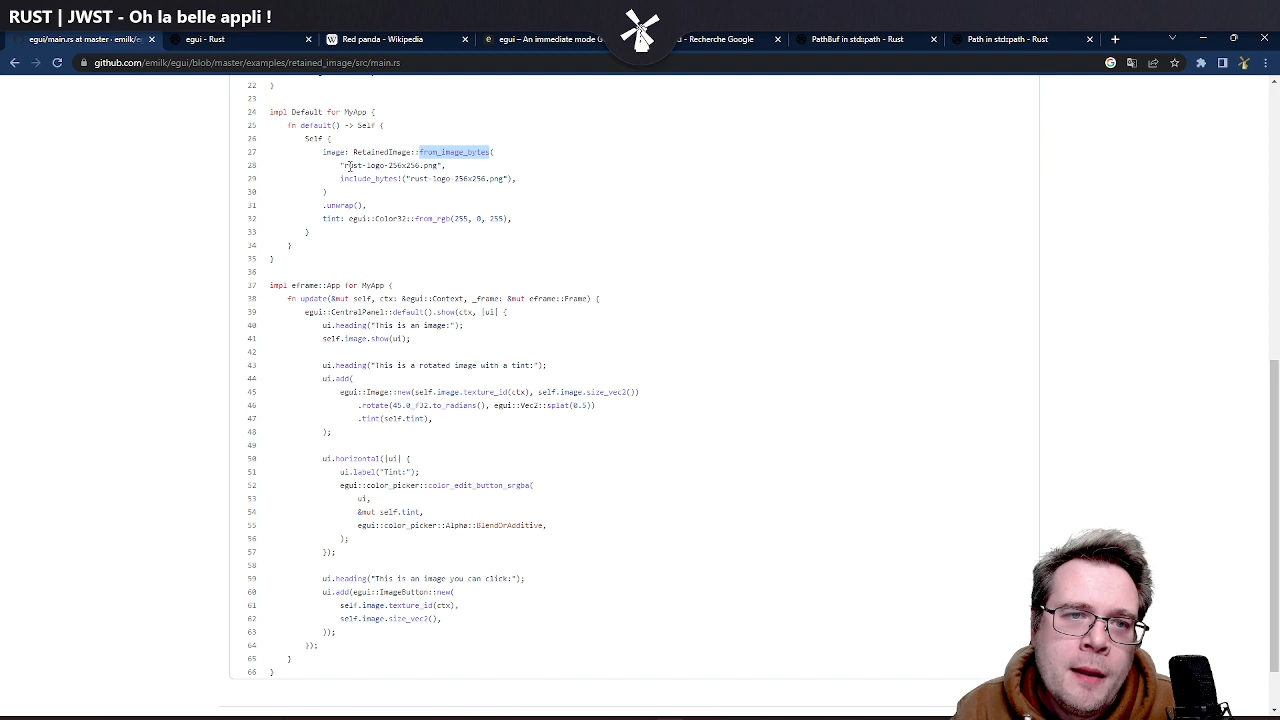 RUST | JWST - Oh la belle appli !
egui/main.rs at master · emilk/e
egui - Rust
Red panda - Wikipedia
egui – An immediate mode G
- Recherche Google
PathBuf in std::path - Rust
Path in std::path - Rust
github.com/emilk/egui/blob/master/examples/retained_image/src/main.rs
22 }
23
24 impl Default for MyApp {
25 fn default() -> Self {
26 Self {
27 image: RetainedImage::from_image_bytes(
28 "rust-logo-256x256.png",
29 include_bytes!("rust-logo-256x256.png"),
30 )
31 .unwrap(),
32 tint: egui::Color32::from_rgb(255, 0, 255),
33 }
34 }
35 }
36
37 impl eframe::App for MyApp {
38 fn update(&mut self, ctx: &egui::Context, _frame: &mut eframe::Frame) {
39 egui::CentralPanel::default().show(ctx, |ui| {
40 ui.heading("This is an image:");
41 self.image.show(ui);
42
43 ui.heading("This is a rotated image with a tint:");
44 ui.add(
45 egui::Image::new(self.image.texture_id(ctx), self.image.size_vec2())
46 .rotate(45.0_f32.to_radians(), egui::Vec2::splat(0.5))
47 .tint(self.tint),
48 );
49
50 ui.horizontal(|ui| {
51 ui.label("Tint:");
52 egui::color_picker::color_edit_button_srgba(
53 ui,
54 &mut self.tint,
55 egui::color_picker::Alpha::BlendOrAdditive,
56 );
57 });
58
59 ui.heading("This is an image you can click:");
60 ui.add(egui::ImageButton::new(
61 self.image.texture_id(ctx),
62 self.image.size_vec2(),
63 ));
64 });
65 }
66 }